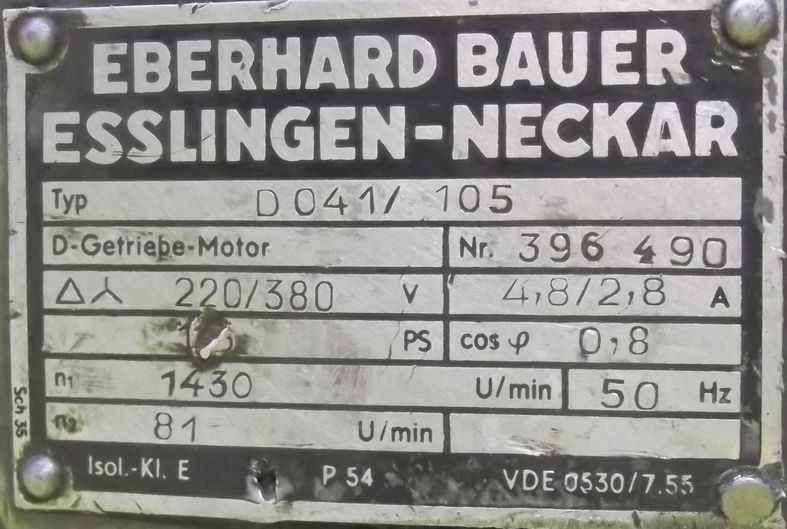 EBERHARD BAUER
ESSLINGEN-NECKAR
Typ D 041/ 105
D-Getriebe-Motor Nr. 396 490
△ ⅄ 220/380 V 4,8/2,8 A
PS cos φ 0,8
n₁ 1430 U/min 50 Hz
n₂ 81 U/min
Isol.-Kl. E P 54 VDE 0530/7.55
Sch 35